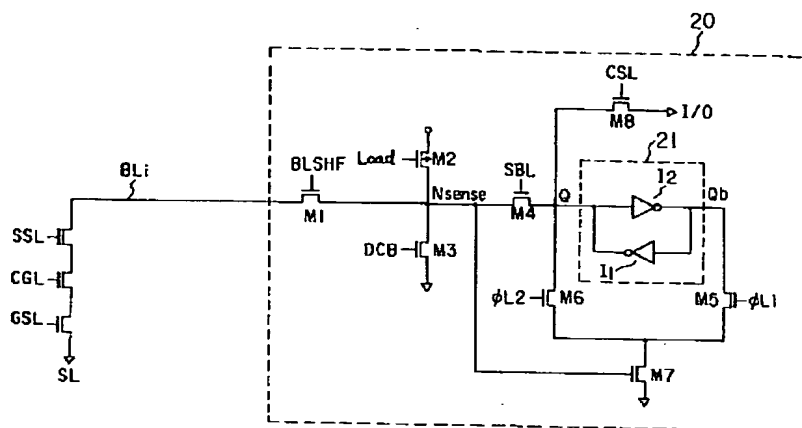 20
CSL
I/O
M8
21
BLi
BLSHF
Load
M2
SBL
I2
Nsense
Q
Qb
M1
M4
SSL
DCB
M3
I1
CGL
φL2
M6
M5
φL1
GSL
M7
SL